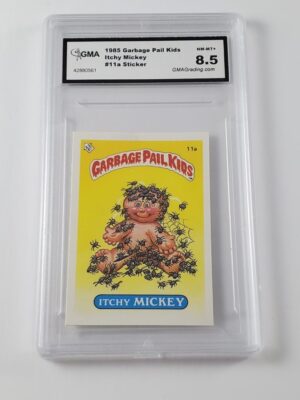 GMA
42880561
1985 Garbage Pail Kids
Itchy Mickey
#11a Sticker
NM-MT+
8.5
GMAGrading.com
11a
GARBAGE PAIL KIDS
ITCHY MICKEY